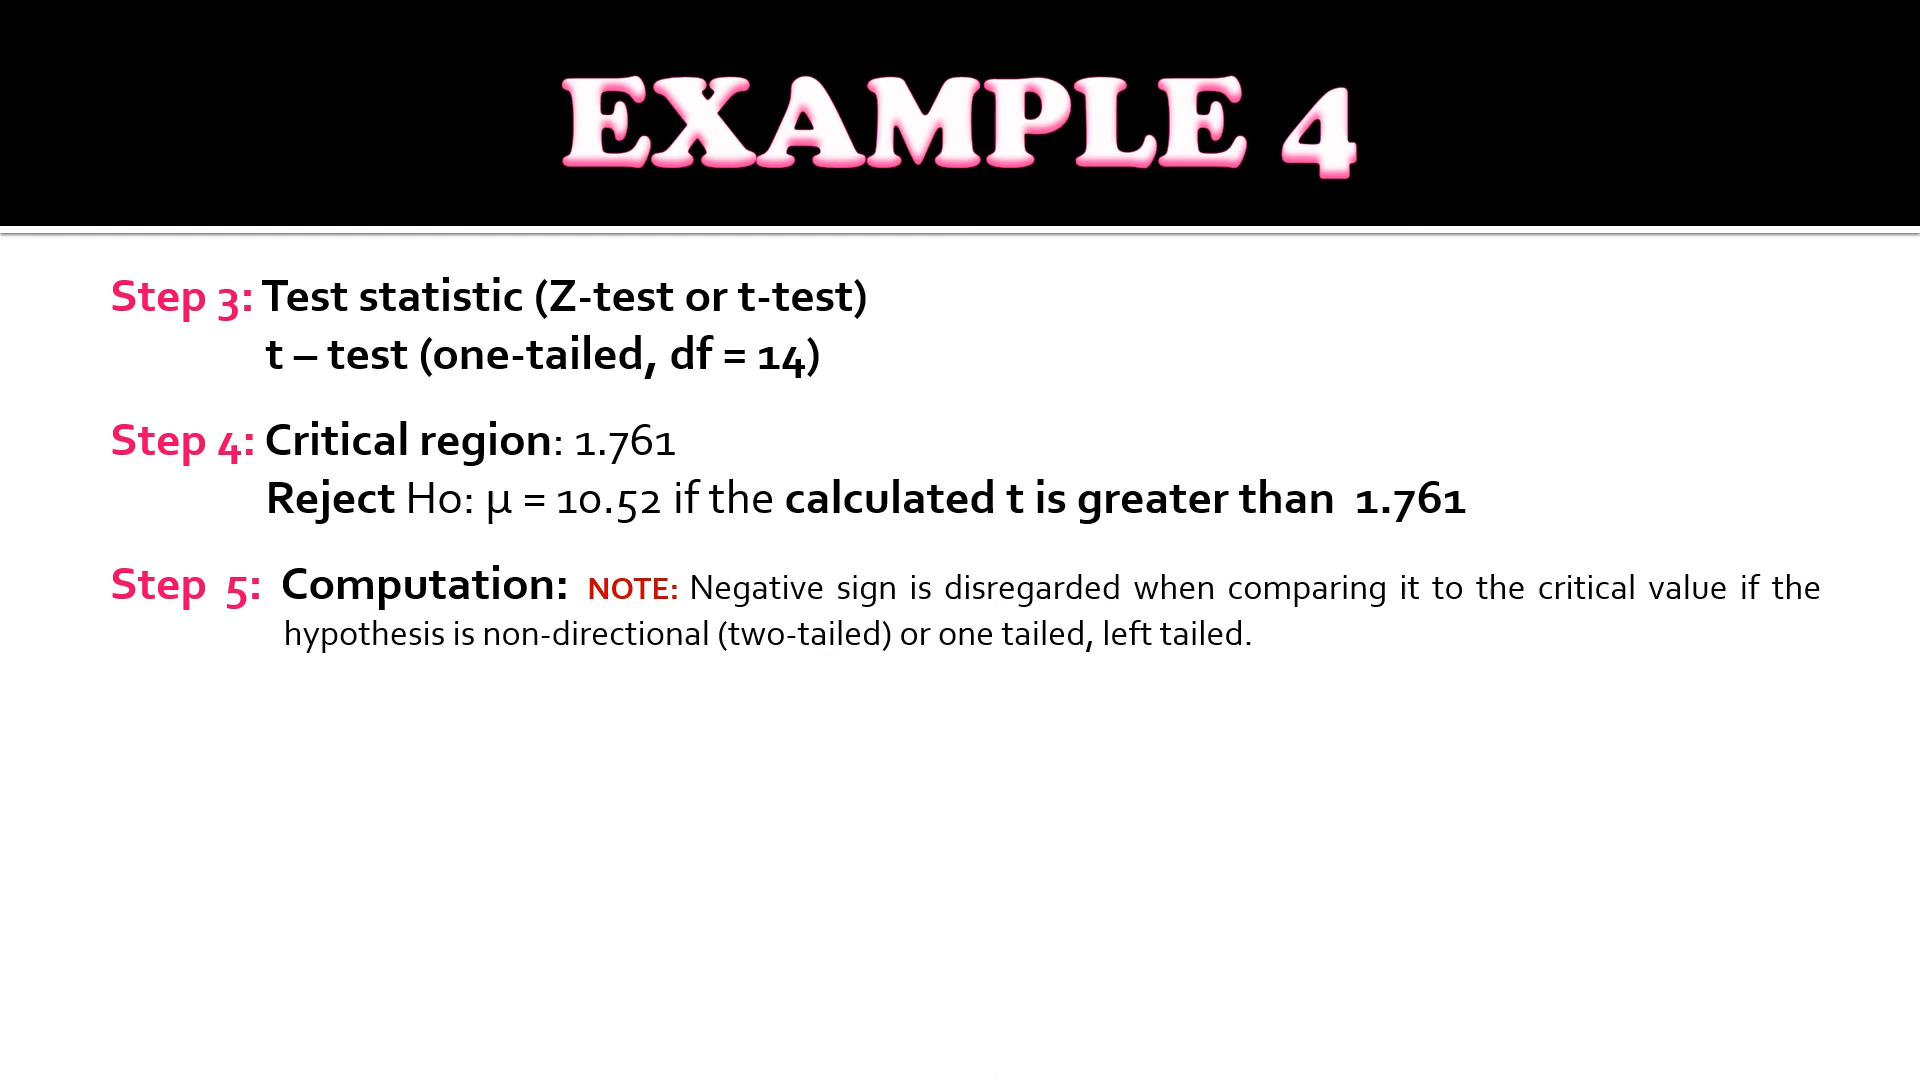 EXAMPLE 4
Step 3: Test statistic (Z-test or t-test)
t – test (one-tailed, df = 14)
Step 4: Critical region: 1.761
Reject Ho: μ = 10.52 if the calculated t is greater than 1.761
Step 5: Computation: NOTE: Negative sign is disregarded when comparing it to the critical value if the
hypothesis is non-directional (two-tailed) or one tailed, left tailed.